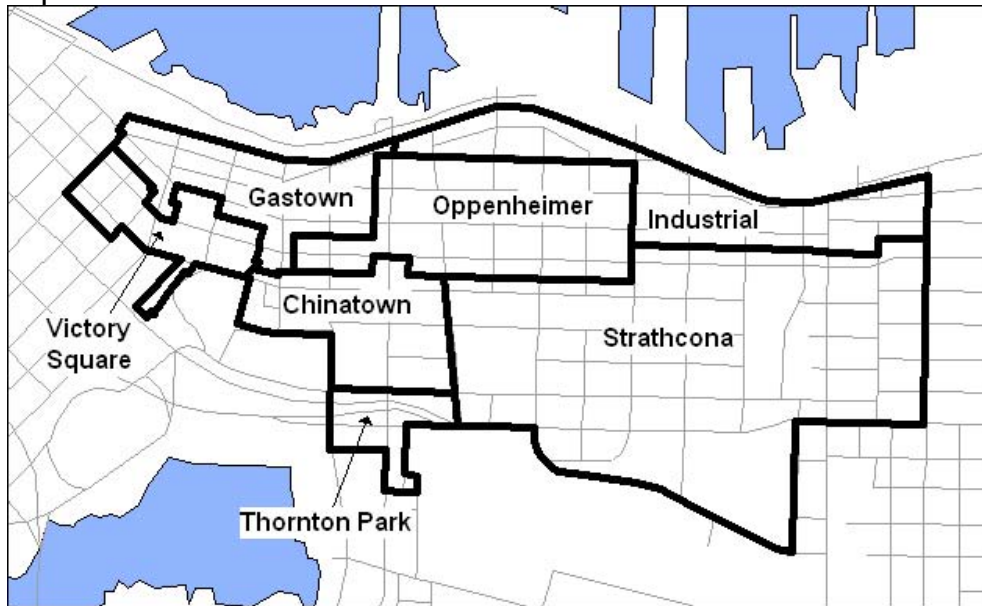 Gastown
Oppenheimer
Industrial
Chinatown
Victory
Square
Strathcona
Thornton Park